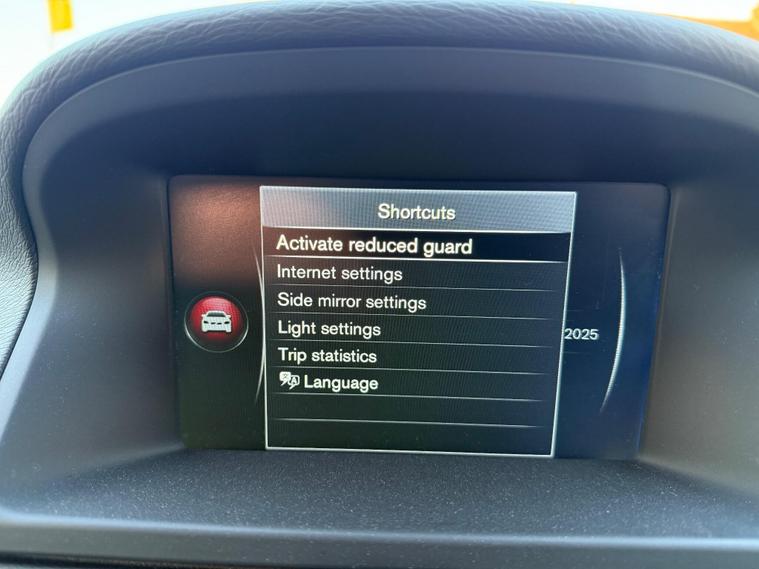 Shortcuts
Activate reduced guard
Internet settings
Side mirror settings
Light settings
2025
Trip statistics
Language